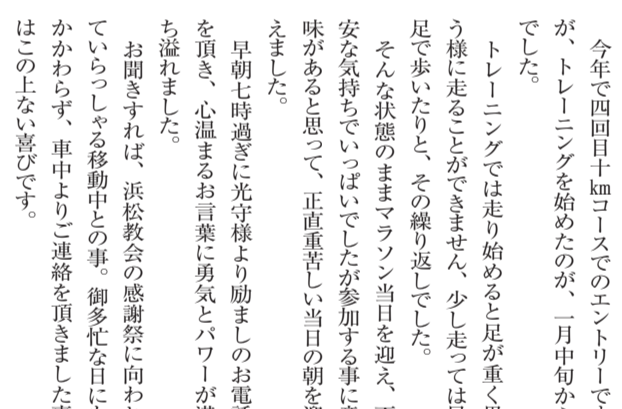 今年で四回目十㎞コースでのエントリーで
が、トレーニングを始めたのが、一月中旬か
でした。
トレーニングでは走り始めると足が重く
う様に走ることができません、少し走っては
足で歩いたりと、その繰り返しでした。
そんな状態のままマラソン当日を迎え、
安な気持ちでいっぱいでしたが参加する事に
味があると思って、正直重苦しい当日の朝を
えました。
早朝七時過ぎに光守様より励ましのお電
を頂き、心温まるお言葉に勇気とパワーが
ち溢れました。
お聞きすれば、浜松教会の感謝祭に向わ
ていらっしゃる移動中との事。御多忙な日に
かかわらず、車中よりご連絡を頂きました
はこの上ない喜びです。